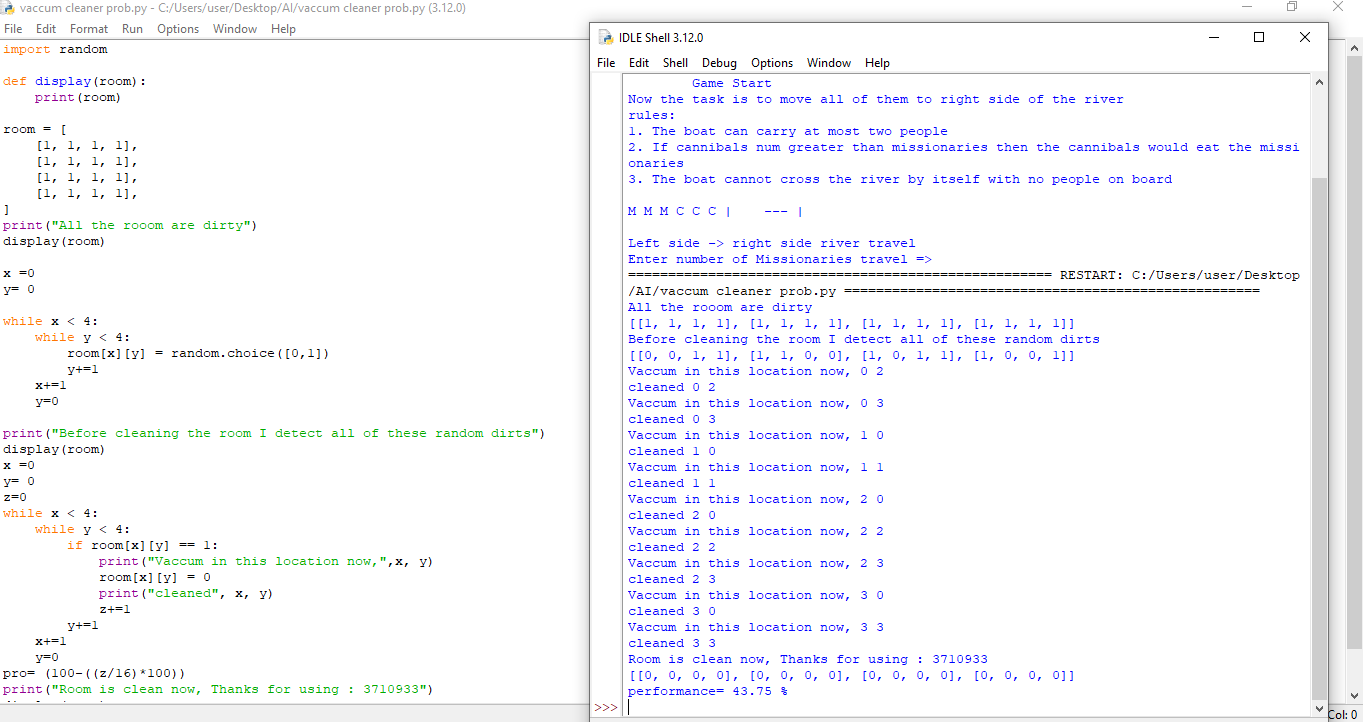 vaccum cleaner prob.py - C:/Users/user/Desktop/AI/vaccum cleaner prob.py (3.12.0)
File Edit Format Run Options Window Help
import random
def display(room):
    print(room)
room = [
    [1, 1, 1, 1],
    [1, 1, 1, 1],
    [1, 1, 1, 1],
    [1, 1, 1, 1],
]
print("All the rooom are dirty")
display(room)
x =0
y= 0
while x < 4:
    while y < 4:
        room[x][y] = random.choice([0,1])
        y+=1
    x+=1
    y=0
print("Before cleaning the room I detect all of these random dirts")
display(room)
x =0
y= 0
z=0
while x < 4:
    while y < 4:
        if room[x][y] == 1:
            print("Vaccum in this location now,",x, y)
            room[x][y] = 0
            print("cleaned", x, y)
            z+=1
        y+=1
    x+=1
    y=0
pro= (100-((z/16)*100))
print("Room is clean now, Thanks for using : 3710933")
IDLE Shell 3.12.0
File Edit Shell Debug Options Window Help
Game Start
Now the task is to move all of them to right side of the river
rules:
1. The boat can carry at most two people
2. If cannibals num greater than missionaries then the cannibals would eat the missi
onaries
3. The boat cannot cross the river by itself with no people on board
M M M C C C |    --- |
Left side -> right side river travel
Enter number of Missionaries travel =>
===================================================== RESTART: C:/Users/user/Desktop
/AI/vaccum cleaner prob.py ====================================================
All the rooom are dirty
[[1, 1, 1, 1], [1, 1, 1, 1], [1, 1, 1, 1], [1, 1, 1, 1]]
Before cleaning the room I detect all of these random dirts
[[0, 0, 1, 1], [1, 1, 0, 0], [1, 0, 1, 1], [1, 0, 0, 1]]
Vaccum in this location now, 0 2
cleaned 0 2
Vaccum in this location now, 0 3
cleaned 0 3
Vaccum in this location now, 1 0
cleaned 1 0
Vaccum in this location now, 1 1
cleaned 1 1
Vaccum in this location now, 2 0
cleaned 2 0
Vaccum in this location now, 2 2
cleaned 2 2
Vaccum in this location now, 2 3
cleaned 2 3
Vaccum in this location now, 3 0
cleaned 3 0
Vaccum in this location now, 3 3
cleaned 3 3
Room is clean now, Thanks for using : 3710933
[[0, 0, 0, 0], [0, 0, 0, 0], [0, 0, 0, 0], [0, 0, 0, 0]]
performance= 43.75 %
>>>
Col: 0